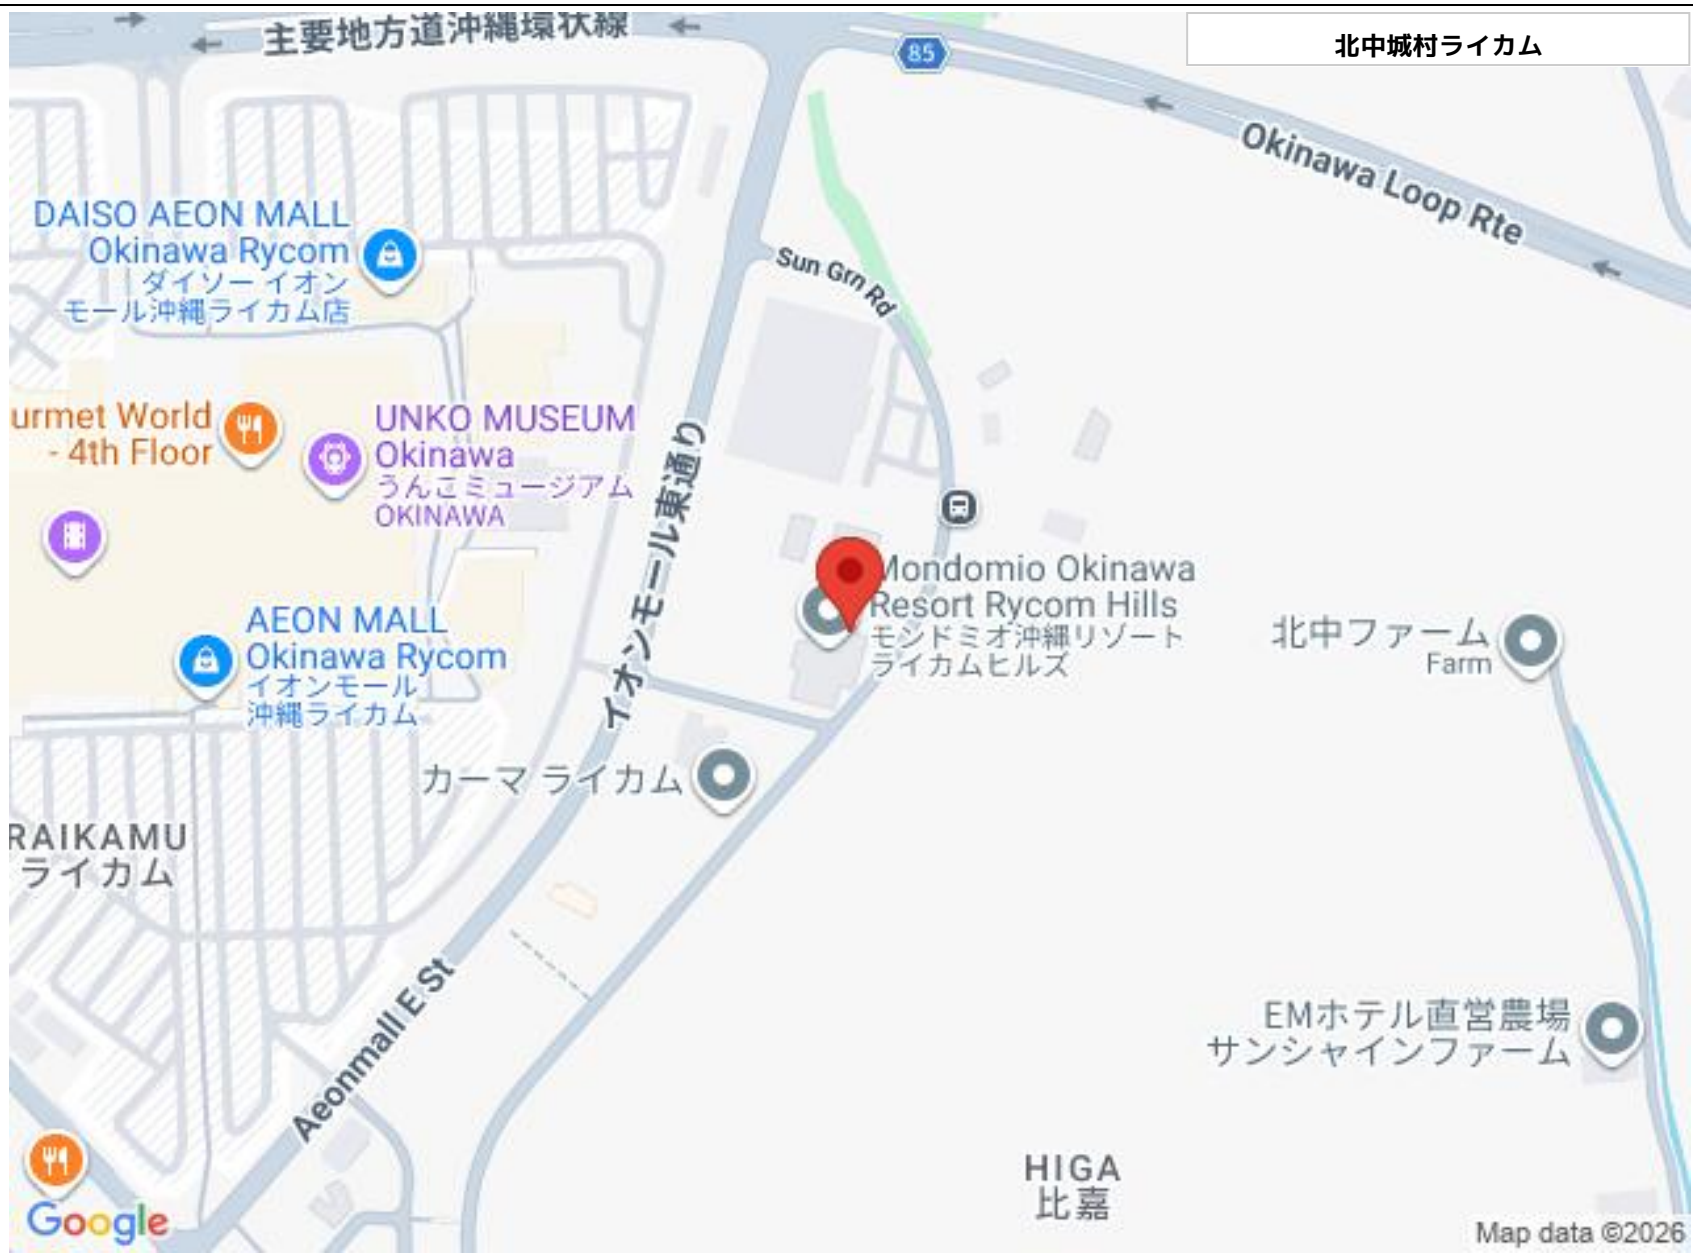 主要地方道沖縄環状線
85
北中城村ライカム
Okinawa Loop Rte
DAISO AEON MALL
Okinawa Rycom
ダイソー イオン
モール沖縄ライカム店
Sun Grn Rd
urmet World
- 4th Floor
UNKO MUSEUM
Okinawa
うんこミュージアム
OKINAWA
イオンモール東通り
Mondomio Okinawa
Resort Rycom Hills
モンドミオ沖縄リゾート
ライカムヒルズ
北中ファーム
Farm
AEON MALL
Okinawa Rycom
イオンモール
沖縄ライカム
カーマ ライカム
RAIKAMU
ライカム
Aeonmall E St
EMホテル直営農場
サンシャインファーム
HIGA
比嘉
Google
Map data ©2026